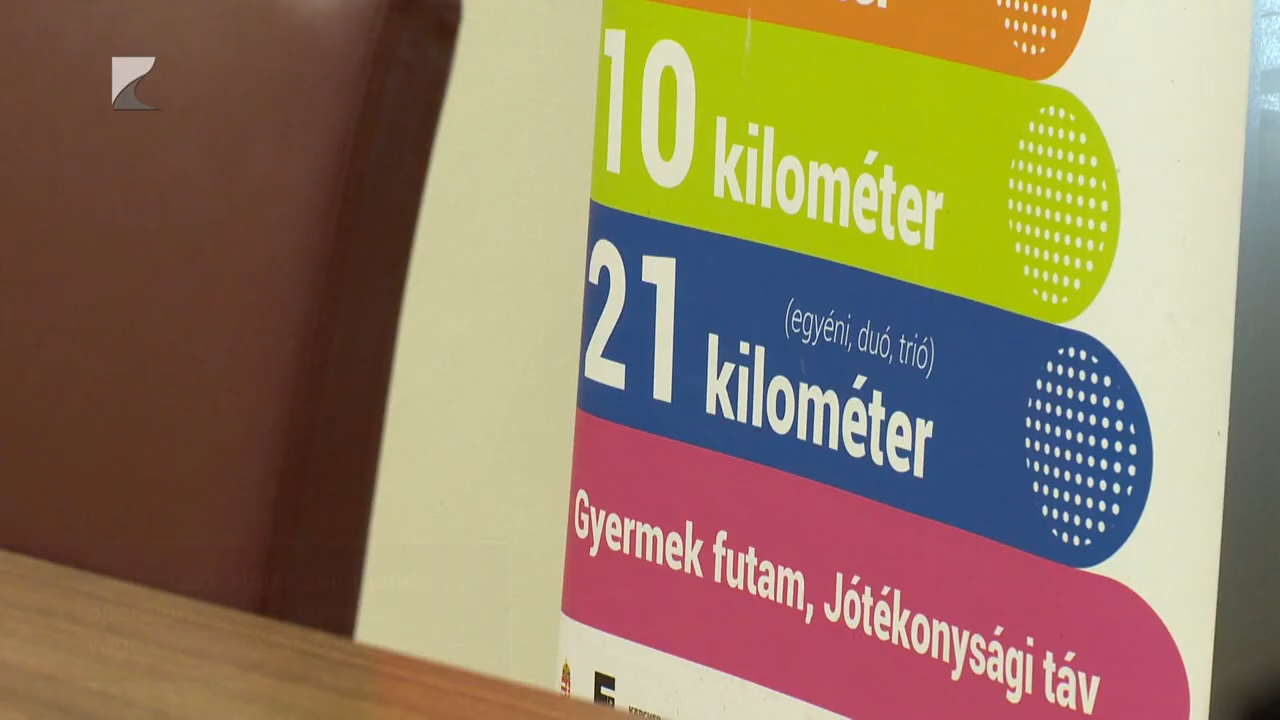 10 kilométer
21 kilométer
(egyéni, duó, trió)
Gyermek futam, Jótékonysági táv